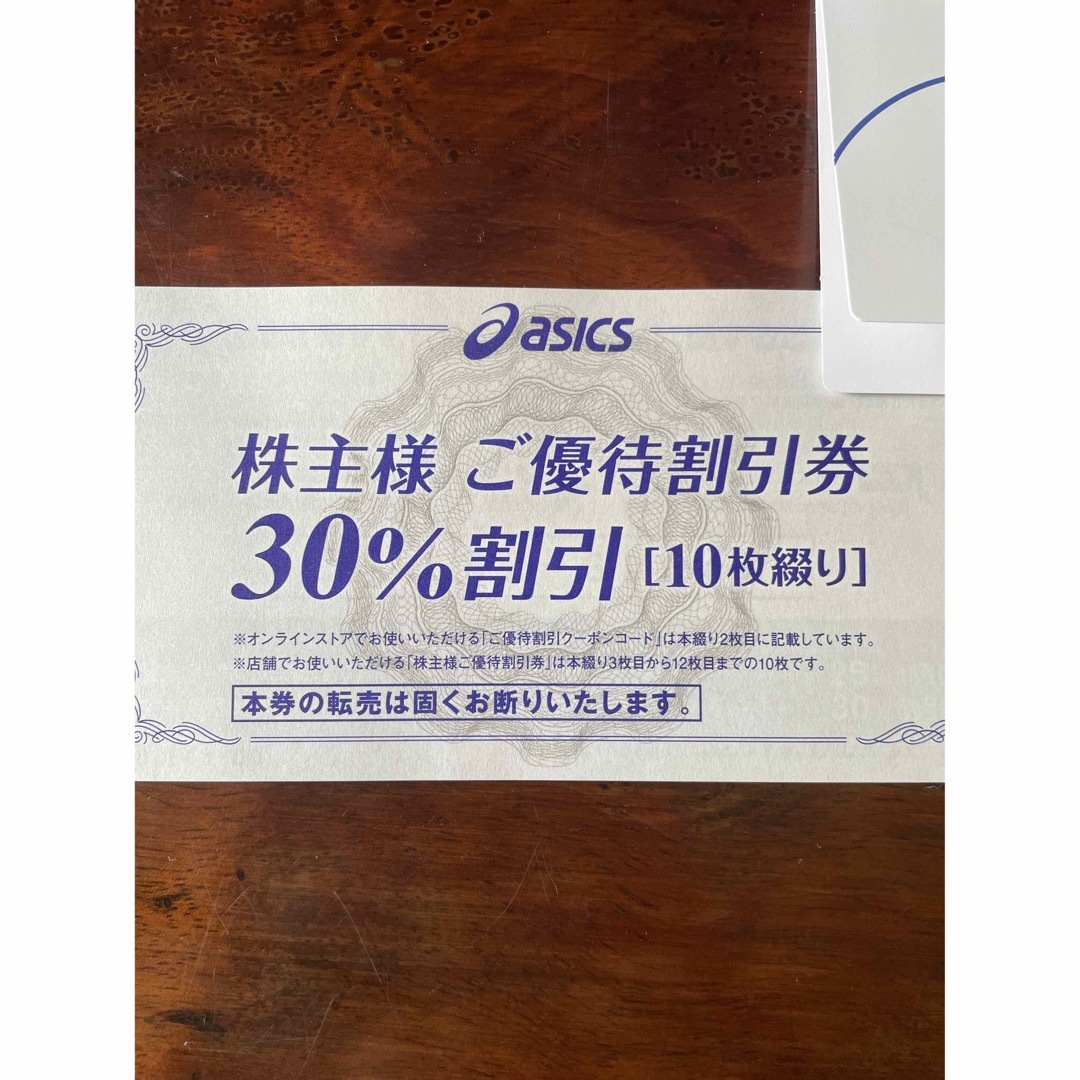 asics
株主様 ご優待割引券
30%割引 [10枚綴り]
※オンラインストアでお使いいただける「ご優待割引クーポンコード」は本綴り2枚目に記載しています。
※店舗でお使いいただける「株主様ご優待割引券」は本綴り3枚目から12枚目までの10枚です。
本券の転売は固くお断りいたします。